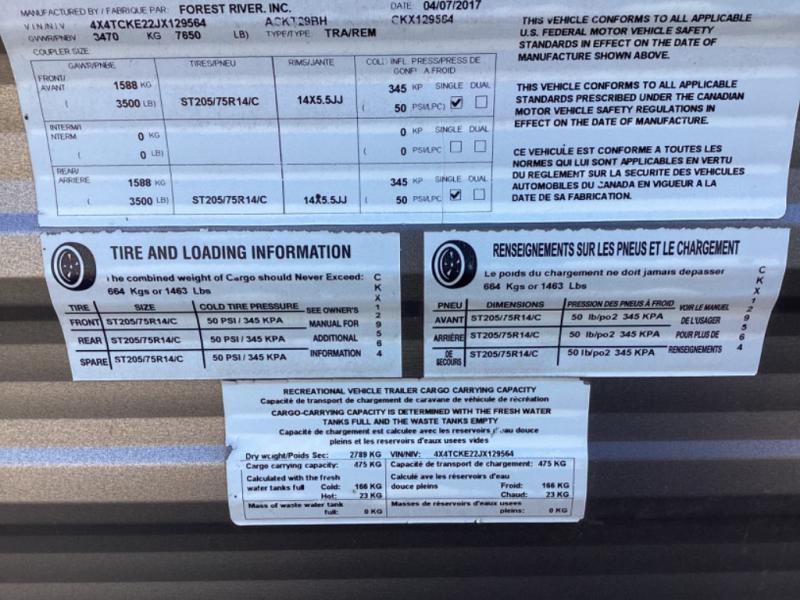 MANUFACTURED BY / FABRIQUE PAR: FOREST RIVER, INC. DATE 04/07/2017
V I N / N I V 4X4TCKE22JX129564 CKX129564
GVWR/PNBV 3470 KG 7650 LB) TYPE/TYPE TRA/REM
COUPLER SIZE:
GAWR/PNBE TIRES/PNEU RIMS/JANTE COLD INFL. PRESS/PRESS DE
GONFL A FROID
FRONT/
AVANT 1588 KG 345 KP SINGLE DUAL
( 3500 LB) ST205/75R14/C 14X5.5JJ ( 50 PSI/LPC)
INTERM/
NTERM. 0 KG 0 KP SINGLE DUAL
( 0 LB) ( 0 PSI/LPC
REAR/
ARRIÈRE 1588 KG 345 KP SINGLE DUAL
( 3500 LB) ST205/75R14/C 14X5.5JJ ( 50 PSI/LPC
THIS VEHICLE CONFORMS TO ALL APPLICABLE
U.S. FEDERAL MOTOR VEHICLE SAFETY
STANDARDS IN EFFECT ON THE DATE OF
MANUFACTURE SHOWN ABOVE.
THIS VEHICLE CONFORMS TO ALL APPLICABLE
STANDARDS PRESCRIBED UNDER THE CANADIAN
MOTOR VEHICLE SAFETY REGULATIONS IN
EFFECT ON THE DATE OF MANUFACTURE.
CE VEHICULE EST CONFORME A TOUTES LES
NORMES QUI LUI SONT APPLICABLES EN VERTU
DU REGLEMENT SUR LA SECURITE DES VEHICULES
AUTOMOBILES DU CANADA EN VIGUEUR A LA
DATE DE SA FABRICATION.
TIRE AND LOADING INFORMATION
The combined weight of Cargo should Never Exceed:
664 Kgs or 1463 Lbs
TIRE SIZE COLD TIRE PRESSURE
FRONT ST205/75R14/C 50 PSI / 345 KPA
REAR ST205/75R14/C 50 PSI / 345 KPA
SPARE ST205/75R14/C 50 PSI / 345 KPA
SEE OWNER'S
MANUAL FOR
ADDITIONAL
INFORMATION
CKX129564
RENSEIGNEMENTS SUR LES PNEUS ET LE CHARGEMENT
Le poids du chargement ne doit jamais depasser
664 Kgs or 1463 Lbs
PNEU DIMENSIONS PRESSION DES PNEUS À FROID
AVANT ST205/75R14/C 50 lb/po2 345 KPA
ARRIÈRE ST205/75R14/C 50 lb/po2 345 KPA
DE
SECOURS ST205/75R14/C 50 lb/po2 345 KPA
VOIR LE MANUEL
DE L'USAGER
POUR PLUS DE
RENSEIGNEMENTS
CKX129564
RECREATIONAL VEHICLE TRAILER CARGO CARRYING CAPACITY
Capacité de transport de chargement de caravane de véhicule de récréation
CARGO-CARRYING CAPACITY IS DETERMINED WITH THE FRESH WATER
TANKS FULL AND THE WASTE TANKS EMPTY
Capacité de chargement est calculee avec les reservoirs d'eau douce
pleins et les reservoirs d'eaux usees vides
Dry weight/Poids Sec: 2789 KG VIN/NIV: 4X4TCKE22JX129564
Cargo carrying capacity: 475 KG Capacité de transport de chargement: 475 KG
Calculated with the fresh Calculé ave les réservoirs d'eau
water tanks full Cold: 166 KG douce pleins Froid: 166 KG
Hot: 23 KG Chaud: 23 KG
Mass of waste water tank Masses de réservoirs d'eaux usees
full: 0 KG pleins: 0 KG